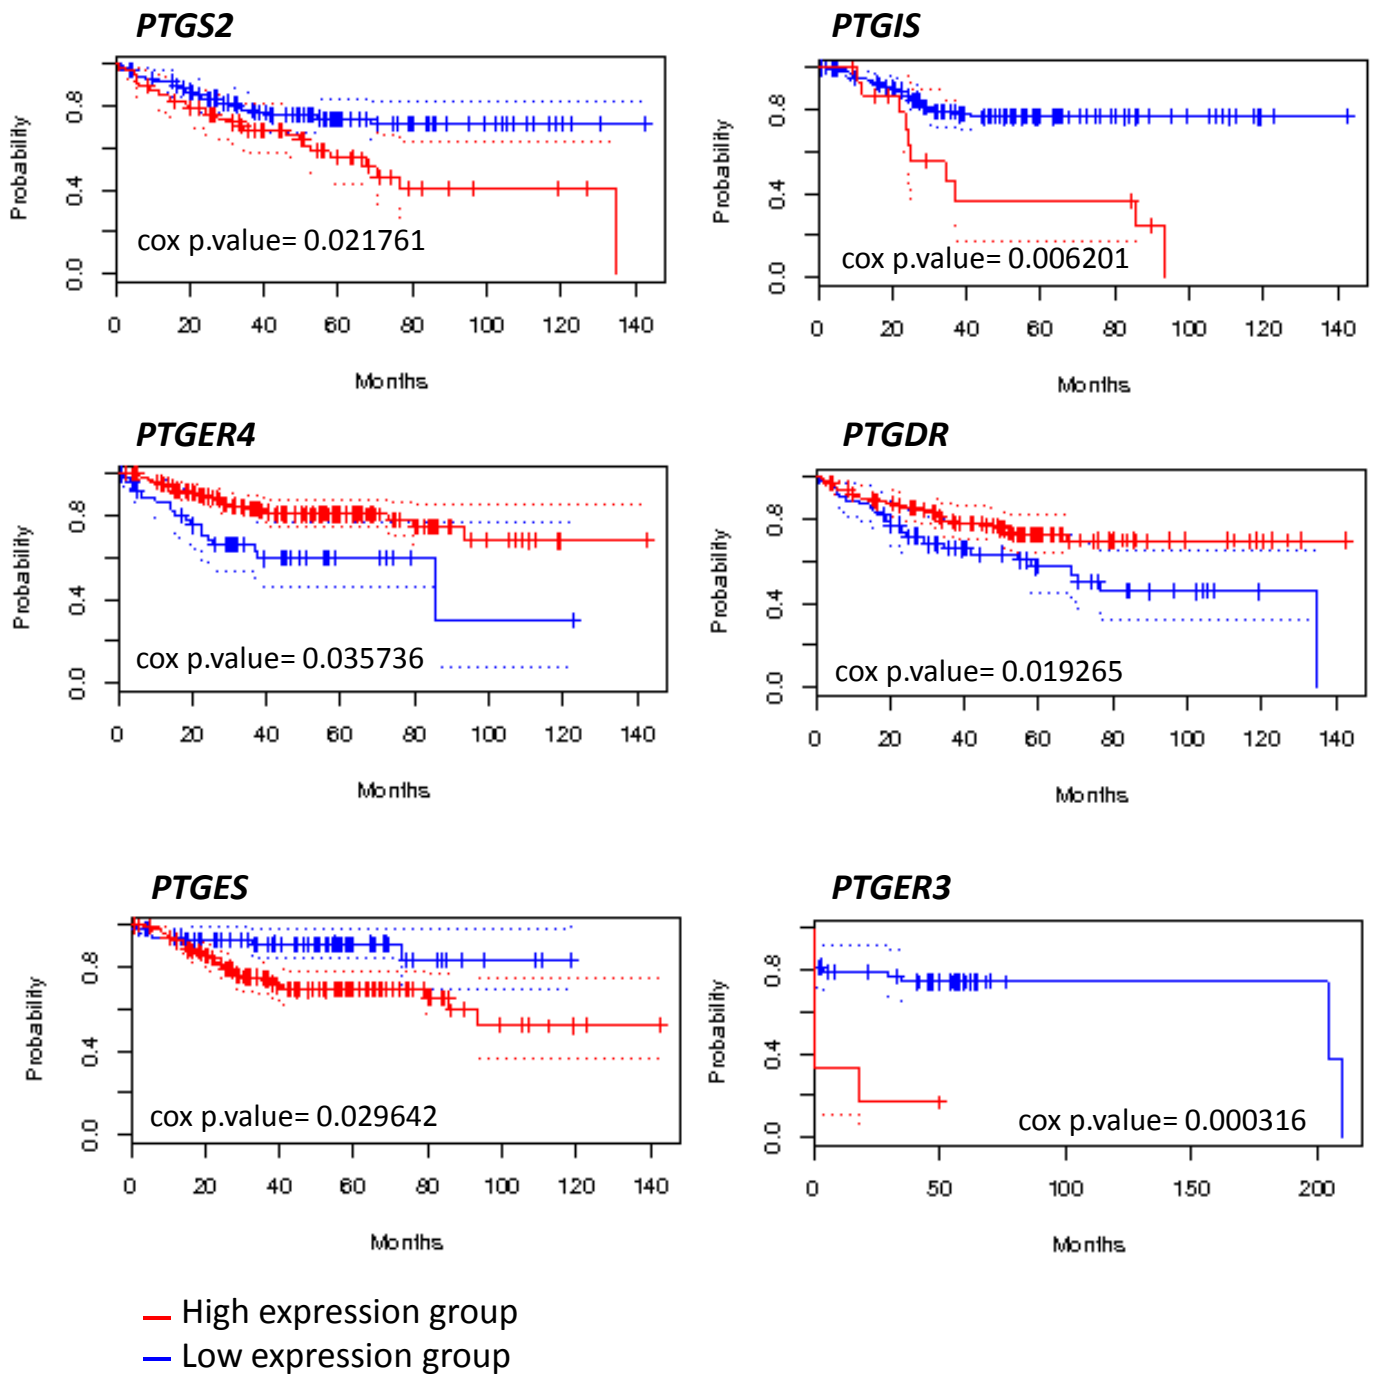 PTGS2
PTGIS
Probability
0.8
0.4
0.0
cox p.value= 0.021761
0 20 40 60 80 100 120 140
Months
Probability
0.8
0.4
0.0
cox p.value= 0.006201
0 20 40 60 80 100 120 140
Months
PTGER4
PTGDR
Probability
0.8
0.4
0.0
cox p.value= 0.035736
0 20 40 60 80 100 120 140
Months
Probability
0.8
0.4
0.0
cox p.value= 0.019265
0 20 40 60 80 100 120 140
Months
PTGES
PTGER3
Probability
0.8
0.4
0.0
cox p.value= 0.029642
0 20 40 60 80 100 120 140
Months
Probability
0.8
0.4
0.0
cox p.value= 0.000316
0 50 100 150 200
Months
High expression group
Low expression group